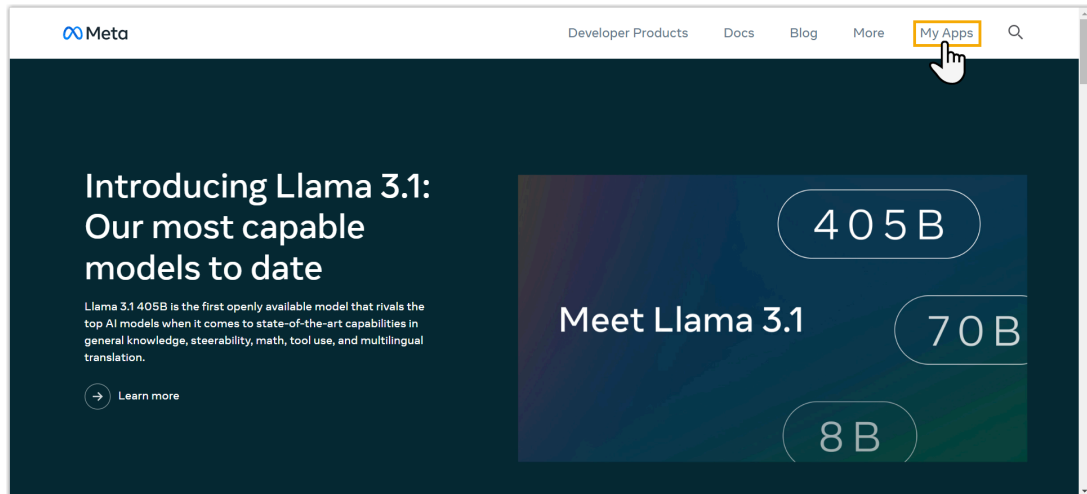 Meta
Developer Products Docs Blog More My Apps
Introducing Llama 3.1:
Our most capable
models to date
Llama 3.1 405B is the first openly available model that rivals the
top AI models when it comes to state-of-the-art capabilities in
general knowledge, steerability, math, tool use, and multilingual
translation.
Learn more
405B
Meet Llama 3.1
70B
8B